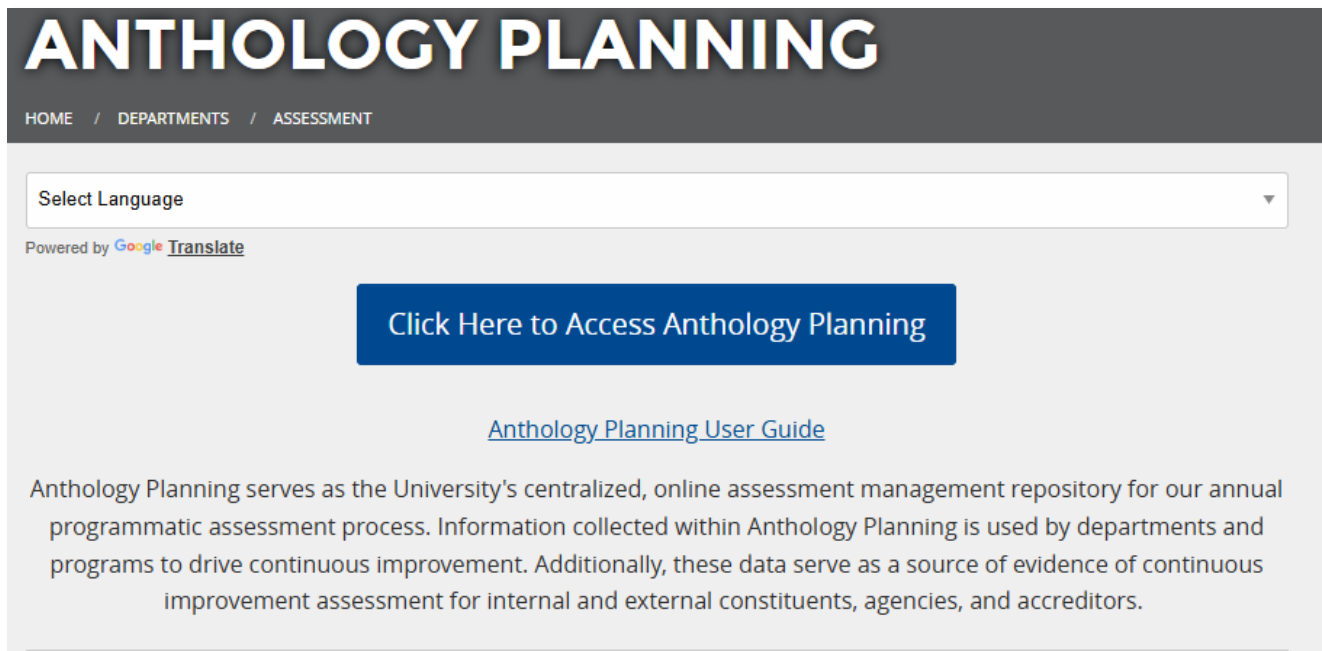 ANTHOLOGY PLANNING
HOME / DEPARTMENTS / ASSESSMENT
Select Language
Powered by Google Translate
Click Here to Access Anthology Planning
Anthology Planning User Guide
Anthology Planning serves as the University's centralized, online assessment management repository for our annual
programmatic assessment process. Information collected within Anthology Planning is used by departments and
programs to drive continuous improvement. Additionally, these data serve as a source of evidence of continuous
improvement assessment for internal and external constituents, agencies, and accreditors.